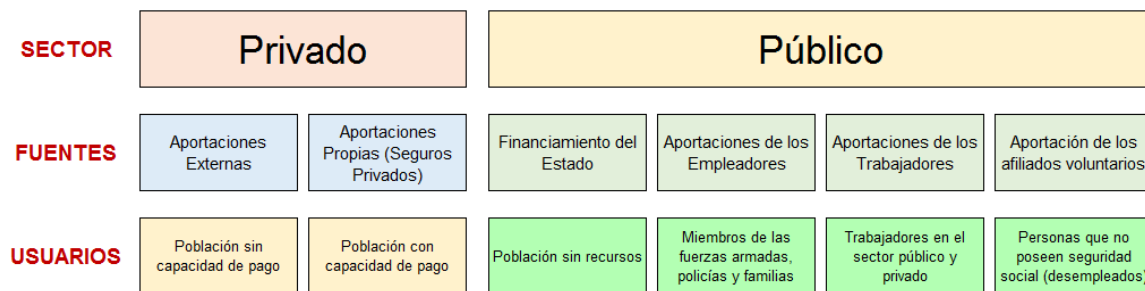 SECTOR
Privado
Público
FUENTES
Aportaciones
Externas
Aportaciones
Propias (Seguros
Privados)
Financiamiento del
Estado
Aportaciones de los
Empleadores
Aportaciones de los
Trabajadores
Aportación de los
afiliados voluntarios
USUARIOS
Población sin
capacidad de pago
Población con
capacidad de pago
Población sin recursos
Miembros de las
fuerzas armadas,
policías y familias
Trabajadores en el
sector público y
privado
Personas que no
poseen seguridad
social (desempleados)